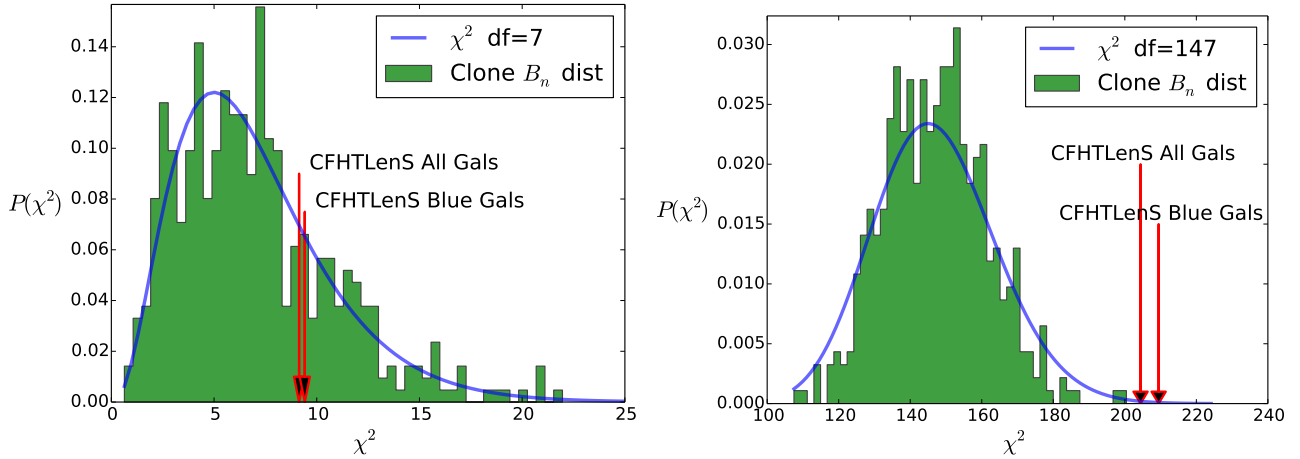 0.14
0.12
0.10
0.08
0.06
0.04
0.02
0.00
P(χ²)
0
5
10
15
20
25
χ²
χ² df=7
Clone Bₙ dist
CFHTLenS All Gals
CFHTLenS Blue Gals
0.030
0.025
0.020
0.015
0.010
0.005
0.000
P(χ²)
100
120
140
160
180
200
220
240
χ²
χ² df=147
Clone Bₙ dist
CFHTLenS All Gals
CFHTLenS Blue Gals